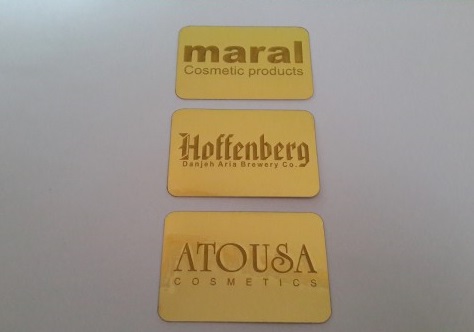 maral
Cosmetic products
Hoffenberg
Danjeh Aria Brewery Co.
ATOUSA
COSMETICS